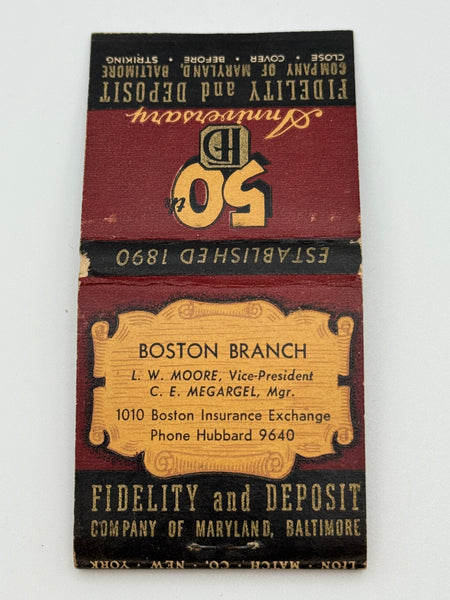 CLOSE • COVER • BEFORE • STRIKING
FIDELITY and DEPOSIT
COMPANY OF MARYLAND, BALTIMORE
50th
FD
Anniversary
ESTABLISHED 1890
BOSTON BRANCH
L. W. MOORE, Vice-President
C. E. MEGARGEL, Mgr.
1010 Boston Insurance Exchange
Phone Hubbard 9640
FIDELITY and DEPOSIT
COMPANY OF MARYLAND, BALTIMORE
LION MATCH • CO. • NEW • YORK